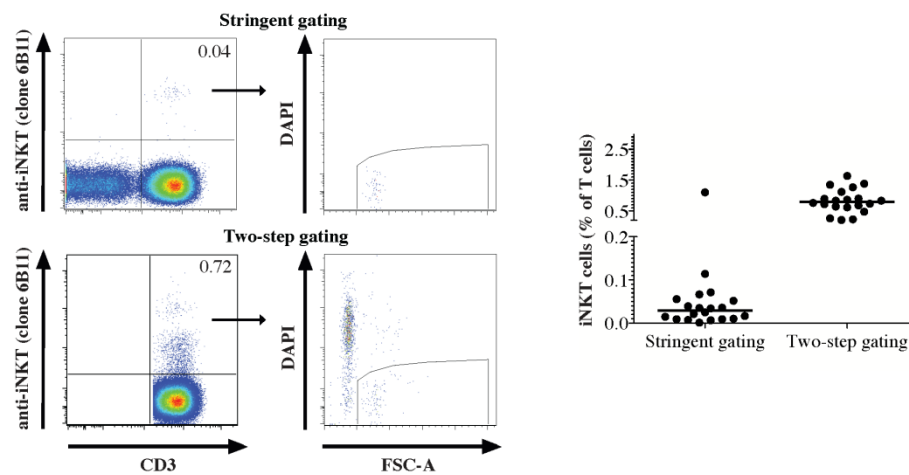 Stringent gating
anti-iNKT (clone 6B11)
0.04
DAPI
Two-step gating
anti-iNKT (clone 6B11)
0.72
DAPI
CD3
FSC-A
iNKT cells (% of T cells)
2.5
1.5
0.5
0.2
0.1
0.0
Stringent gating
Two-step gating